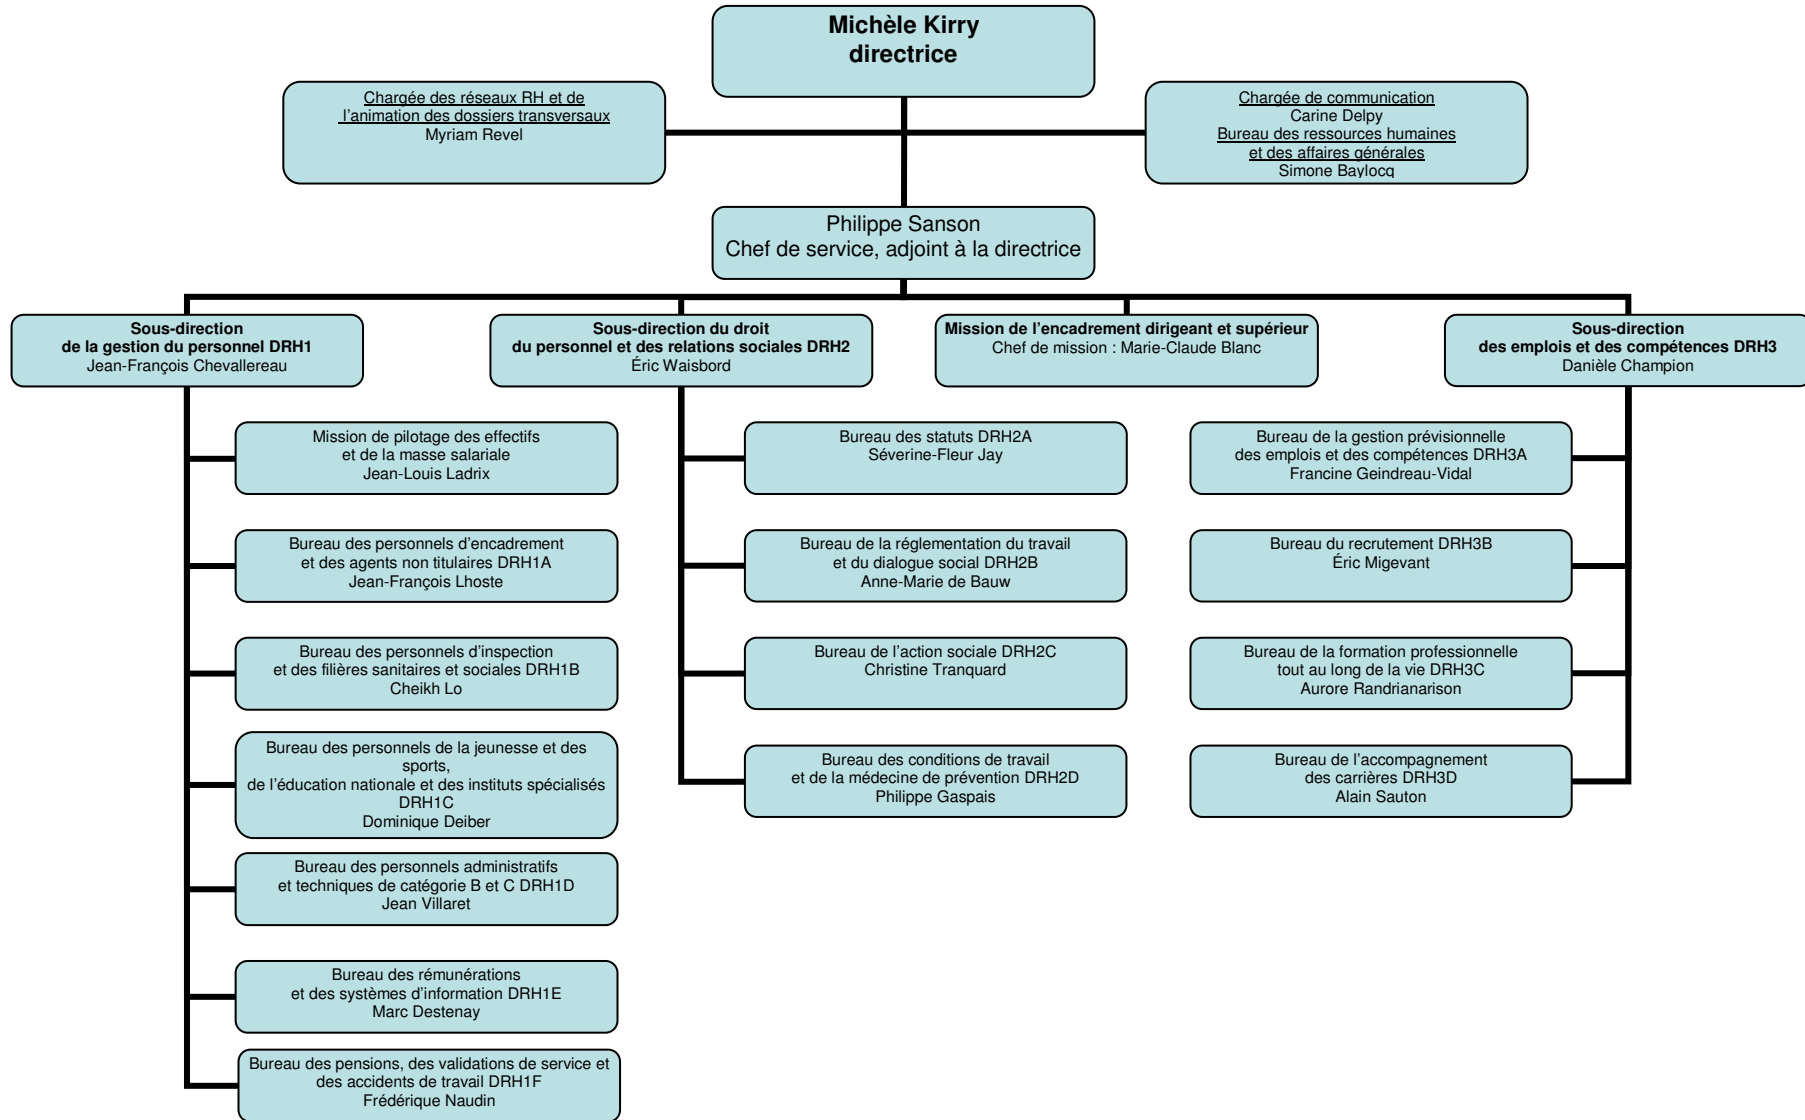 Michèle Kirry
directrice
Chargée des réseaux RH et de
l'animation des dossiers transversaux
Myriam Revel
Chargée de communication
Carine Delpy
Bureau des ressources humaines
et des affaires générales
Simone Baylocq
Philippe Sanson
Chef de service, adjoint à la directrice
Sous-direction
de la gestion du personnel DRH1
Jean-François Chevallereau
Sous-direction du droit
du personnel et des relations sociales DRH2
Éric Waisbord
Mission de l'encadrement dirigeant et supérieur
Chef de mission : Marie-Claude Blanc
Sous-direction
des emplois et des compétences DRH3
Danièle Champion
Mission de pilotage des effectifs
et de la masse salariale
Jean-Louis Ladrix
Bureau des personnels d'encadrement
et des agents non titulaires DRH1A
Jean-François Lhoste
Bureau des personnels d'inspection
et des filières sanitaires et sociales DRH1B
Cheikh Lo
Bureau des personnels de la jeunesse et des
sports,
de l'éducation nationale et des instituts spécialisés
DRH1C
Dominique Deiber
Bureau des personnels administratifs
et techniques de catégorie B et C DRH1D
Jean Villaret
Bureau des rémunérations
et des systèmes d'information DRH1E
Marc Destenay
Bureau des pensions, des validations de service et
des accidents de travail DRH1F
Frédérique Naudin
Bureau des statuts DRH2A
Séverine-Fleur Jay
Bureau de la réglementation du travail
et du dialogue social DRH2B
Anne-Marie de Bauw
Bureau de l'action sociale DRH2C
Christine Tranquard
Bureau des conditions de travail
et de la médecine de prévention DRH2D
Philippe Gaspais
Bureau de la gestion prévisionnelle
des emplois et des compétences DRH3A
Francine Geindreau-Vidal
Bureau du recrutement DRH3B
Éric Migevant
Bureau de la formation professionnelle
tout au long de la vie DRH3C
Aurore Randrianarison
Bureau de l'accompagnement
des carrières DRH3D
Alain Sauton